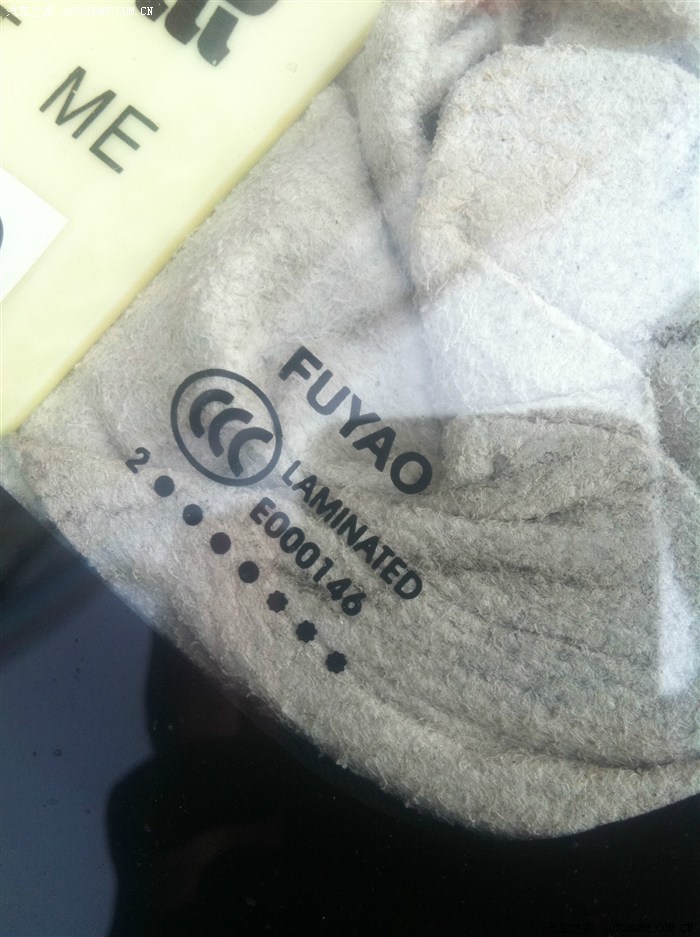 ME
FUYAO
CCC
LAMINATED
E000146
2